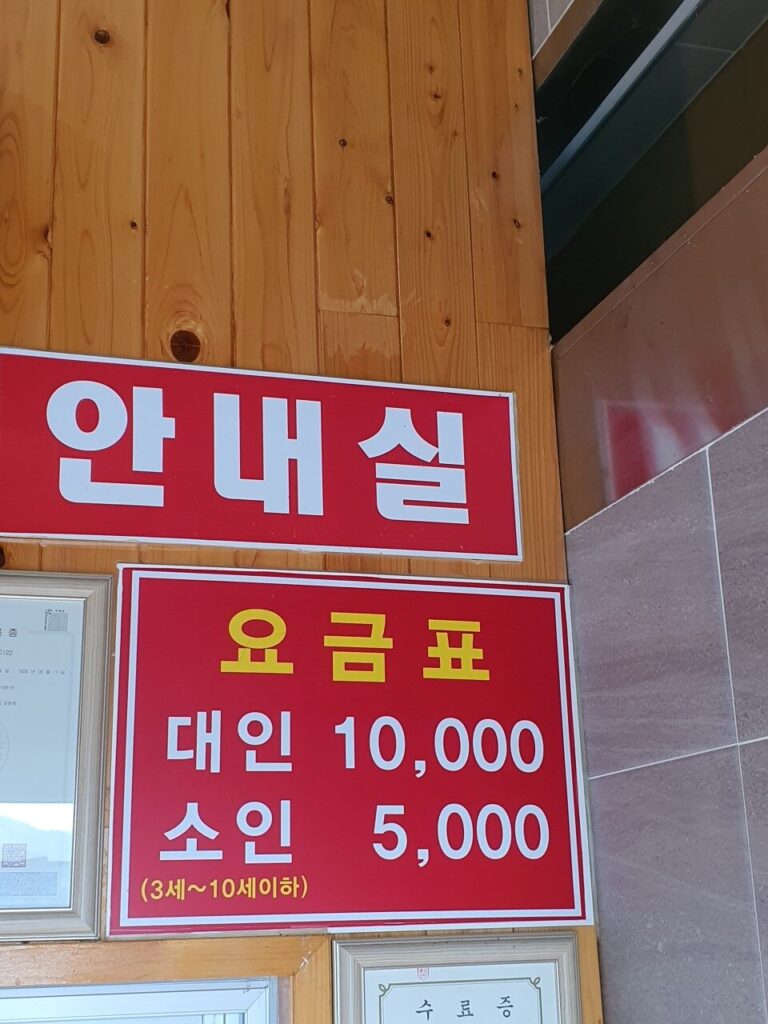 안내실
요금표
대인 10,000
소인 5,000
(3세~10세이하)
수료증